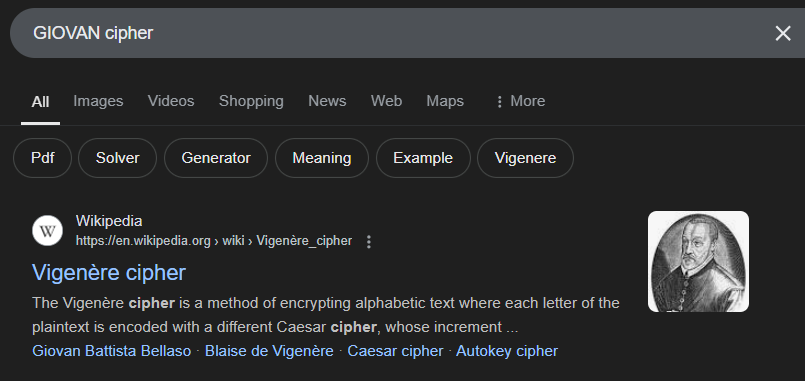 GIOVAN cipher
All Images Videos Shopping News Web Maps More
Pdf Solver Generator Meaning Example Vigenere
W Wikipedia
https://en.wikipedia.org › wiki › Vigenère_cipher
Vigenère cipher
The Vigenère cipher is a method of encrypting alphabetic text where each letter of the
plaintext is encoded with a different Caesar cipher, whose increment ...
Giovan Battista Bellaso · Blaise de Vigenère · Caesar cipher · Autokey cipher